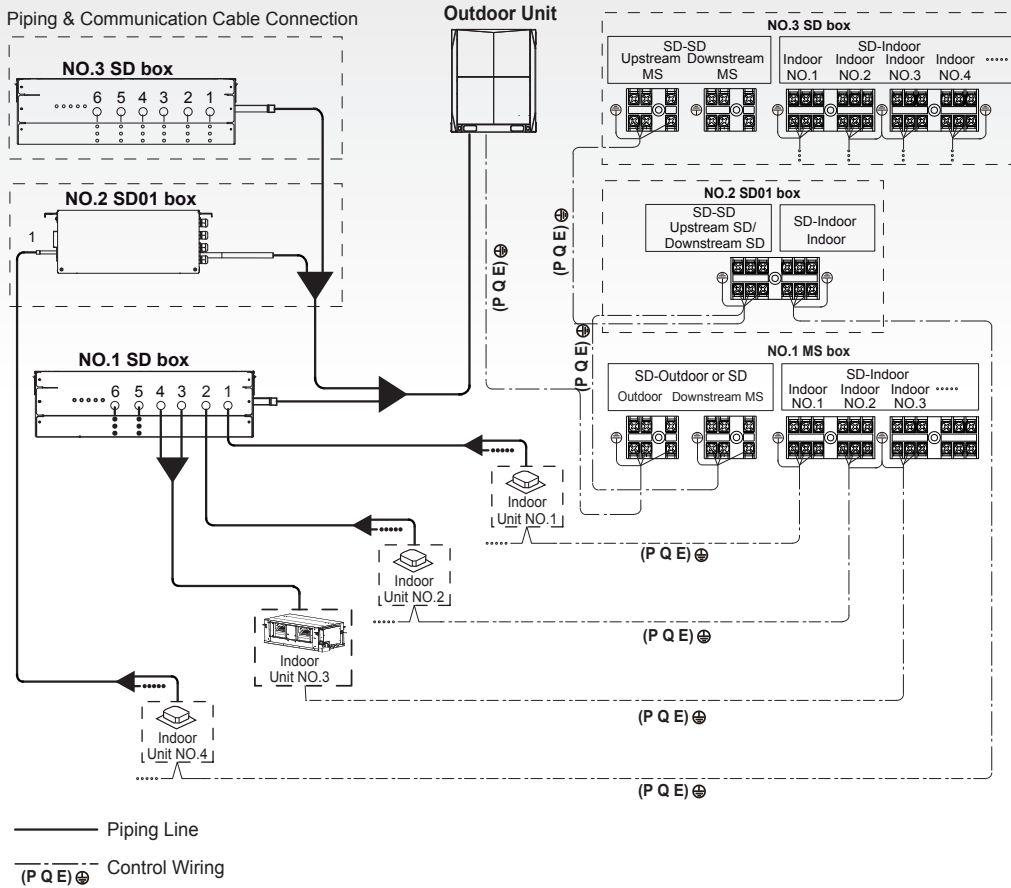 Piping & Communication Cable Connection
Outdoor Unit
NO.3 SD box
6 5 4 3 2 1
NO.2 SD01 box
1
NO.1 SD box
6 5 4 3 2 1
Indoor
Unit NO.1
Indoor
Unit NO.2
Indoor
Unit NO.3
Indoor
Unit NO.4
NO.3 SD box
SD-SD
Upstream Downstream
MS MS
SD-Indoor
Indoor Indoor Indoor Indoor
NO.1 NO.2 NO.3 NO.4
NO.2 SD01 box
SD-SD
Upstream SD/
Downstream SD
SD-Indoor
Indoor
NO.1 MS box
SD-Outdoor or SD
Outdoor Downstream MS
SD-Indoor
Indoor Indoor Indoor
NO.1 NO.2 NO.3
(P Q E)
(P Q E)
(P Q E)
(P Q E)
(P Q E)
(P Q E)
(P Q E)
Piping Line
(P Q E) Control Wiring